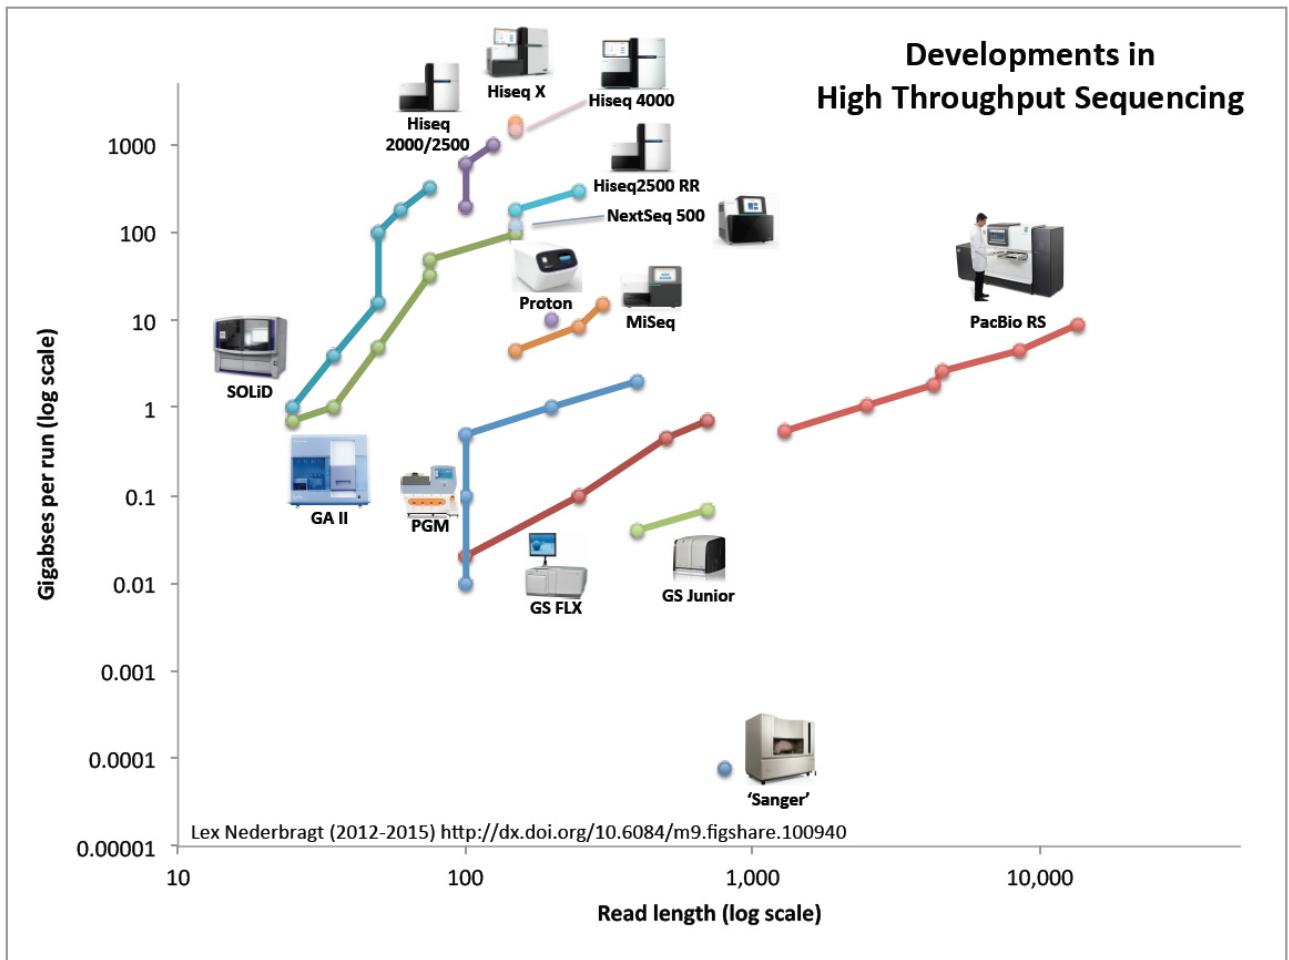 Developments in
High Throughput Sequencing
Hiseq X
Hiseq 4000
Hiseq
2000/2500
Hiseq2500 RR
NextSeq 500
Proton
MiSeq
PacBio RS
SOLiD
GA II
PGM
GS FLX
GS Junior
‘Sanger’
Gigabses per run (log scale)
1000
100
10
1
0.1
0.01
0.001
0.0001
0.00001
Lex Nederbragt (2012-2015) http://dx.doi.org/10.6084/m9.figshare.100940
10
100
1,000
10,000
Read length (log scale)